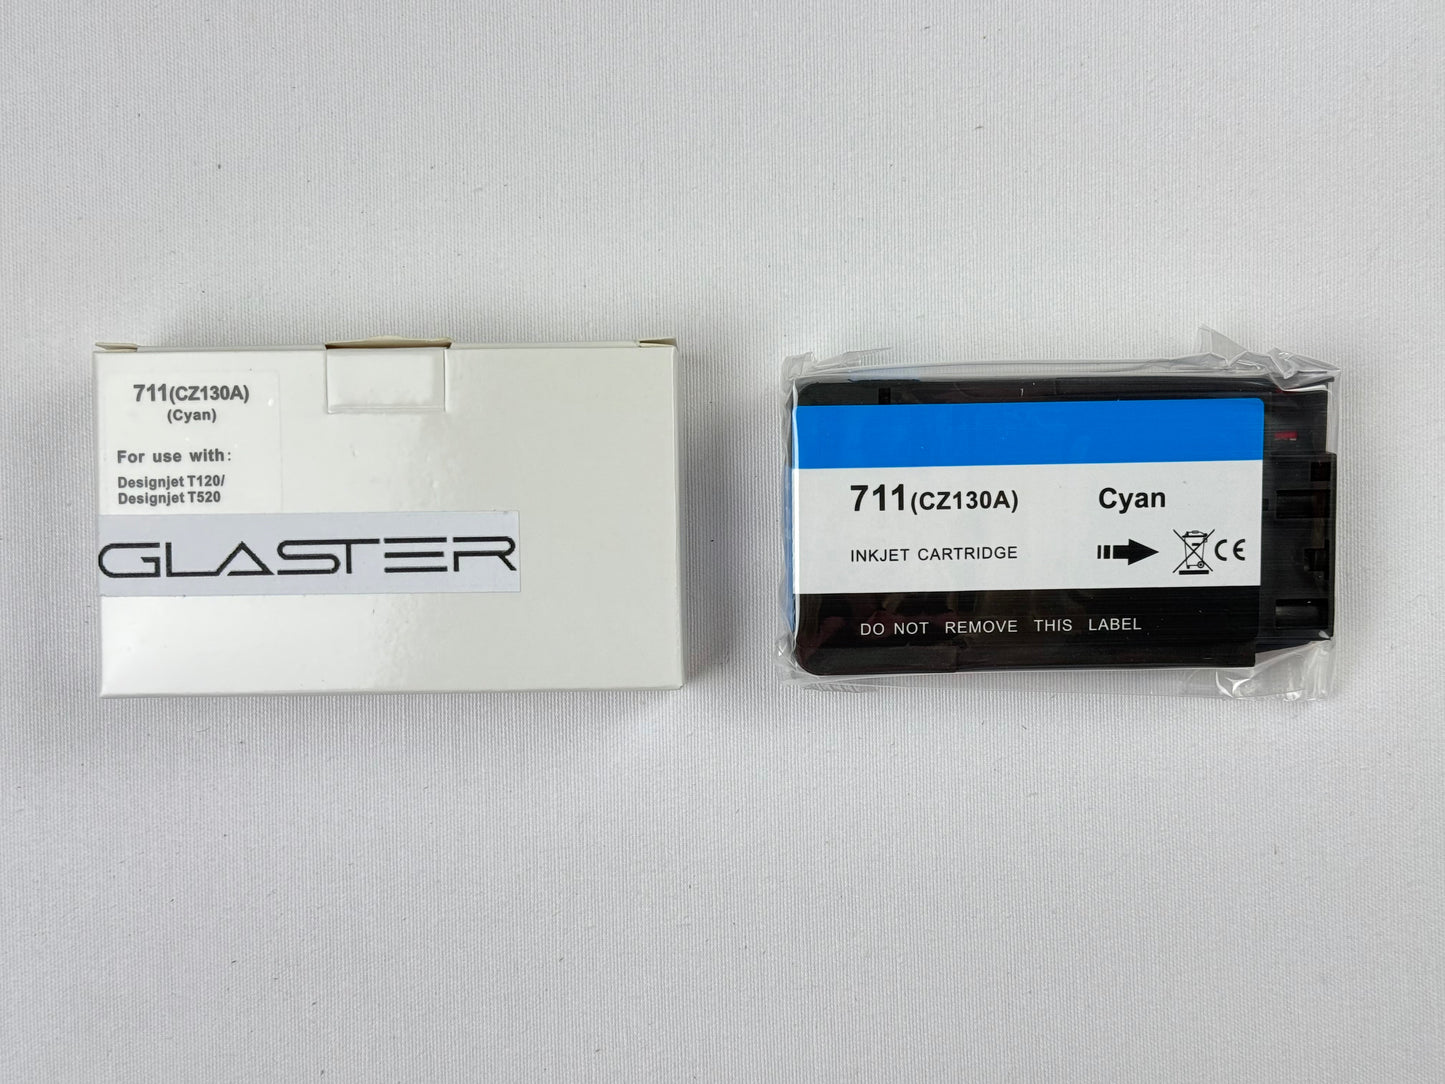 711(CZ130A)
(Cyan)
For use with:
Designjet T120/
Designjet T520
GLASTER
711(CZ130A) Cyan
INKJET CARTRIDGE CE
DO NOT REMOVE THIS LABEL